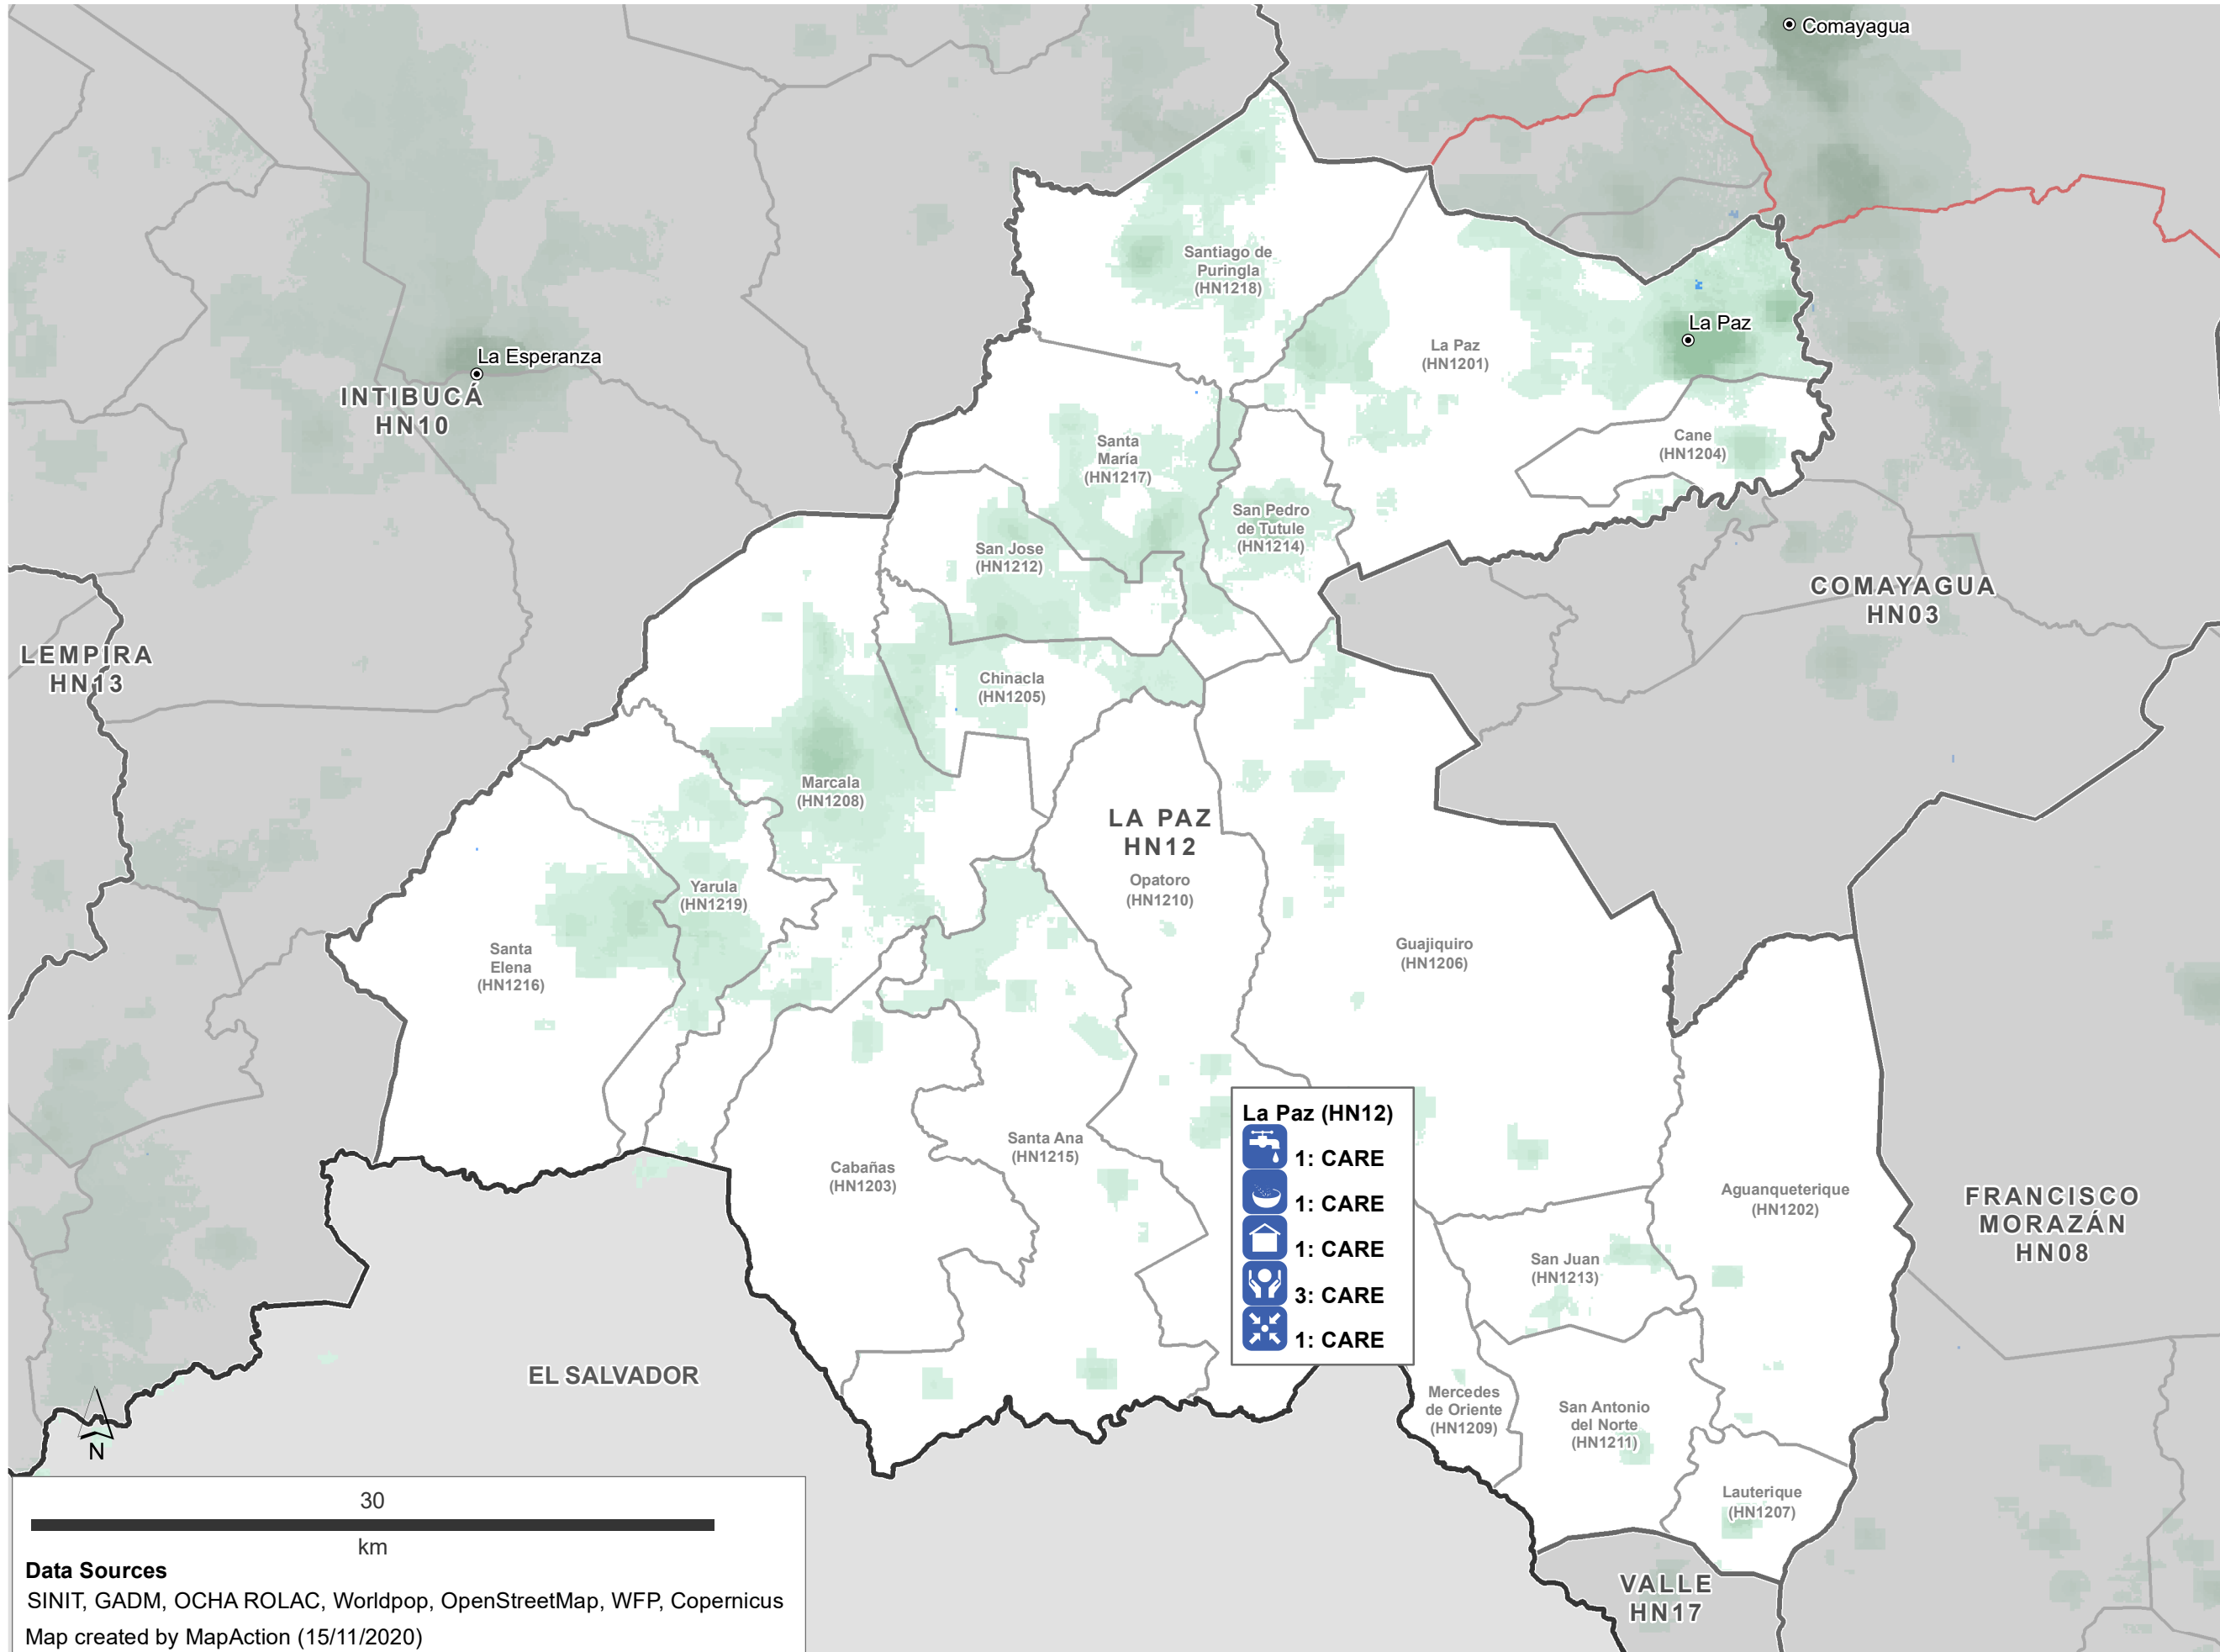 Comayagua
Santiago de
Puringla
(HN1218)
La Paz
La Paz
(HN1201)
La Esperanza
INTIBUCÁ
HN10
Santa
María
(HN1217)
Cane
(HN1204)
San Pedro
de Tutule
(HN1214)
San Jose
(HN1212)
COMAYAGUA
HN03
LEMPIRA
HN13
Chinacla
(HN1205)
Marcala
(HN1208)
LA PAZ
HN12
Opatoro
(HN1210)
Yarula
(HN1219)
Santa
Elena
(HN1216)
Guajiquiro
(HN1206)
La Paz (HN12)
1: CARE
1: CARE
1: CARE
3: CARE
1: CARE
Santa Ana
(HN1215)
Cabañas
(HN1203)
Aguanqueterique
(HN1202)
FRANCISCO
MORAZÁN
HN08
San Juan
(HN1213)
EL SALVADOR
Mercedes
de Oriente
(HN1209)
San Antonio
del Norte
(HN1211)
Lauterique
(HN1207)
VALLE
HN17
N
30
km
Data Sources
SINIT, GADM, OCHA ROLAC, Worldpop, OpenStreetMap, WFP, Copernicus
Map created by MapAction (15/11/2020)